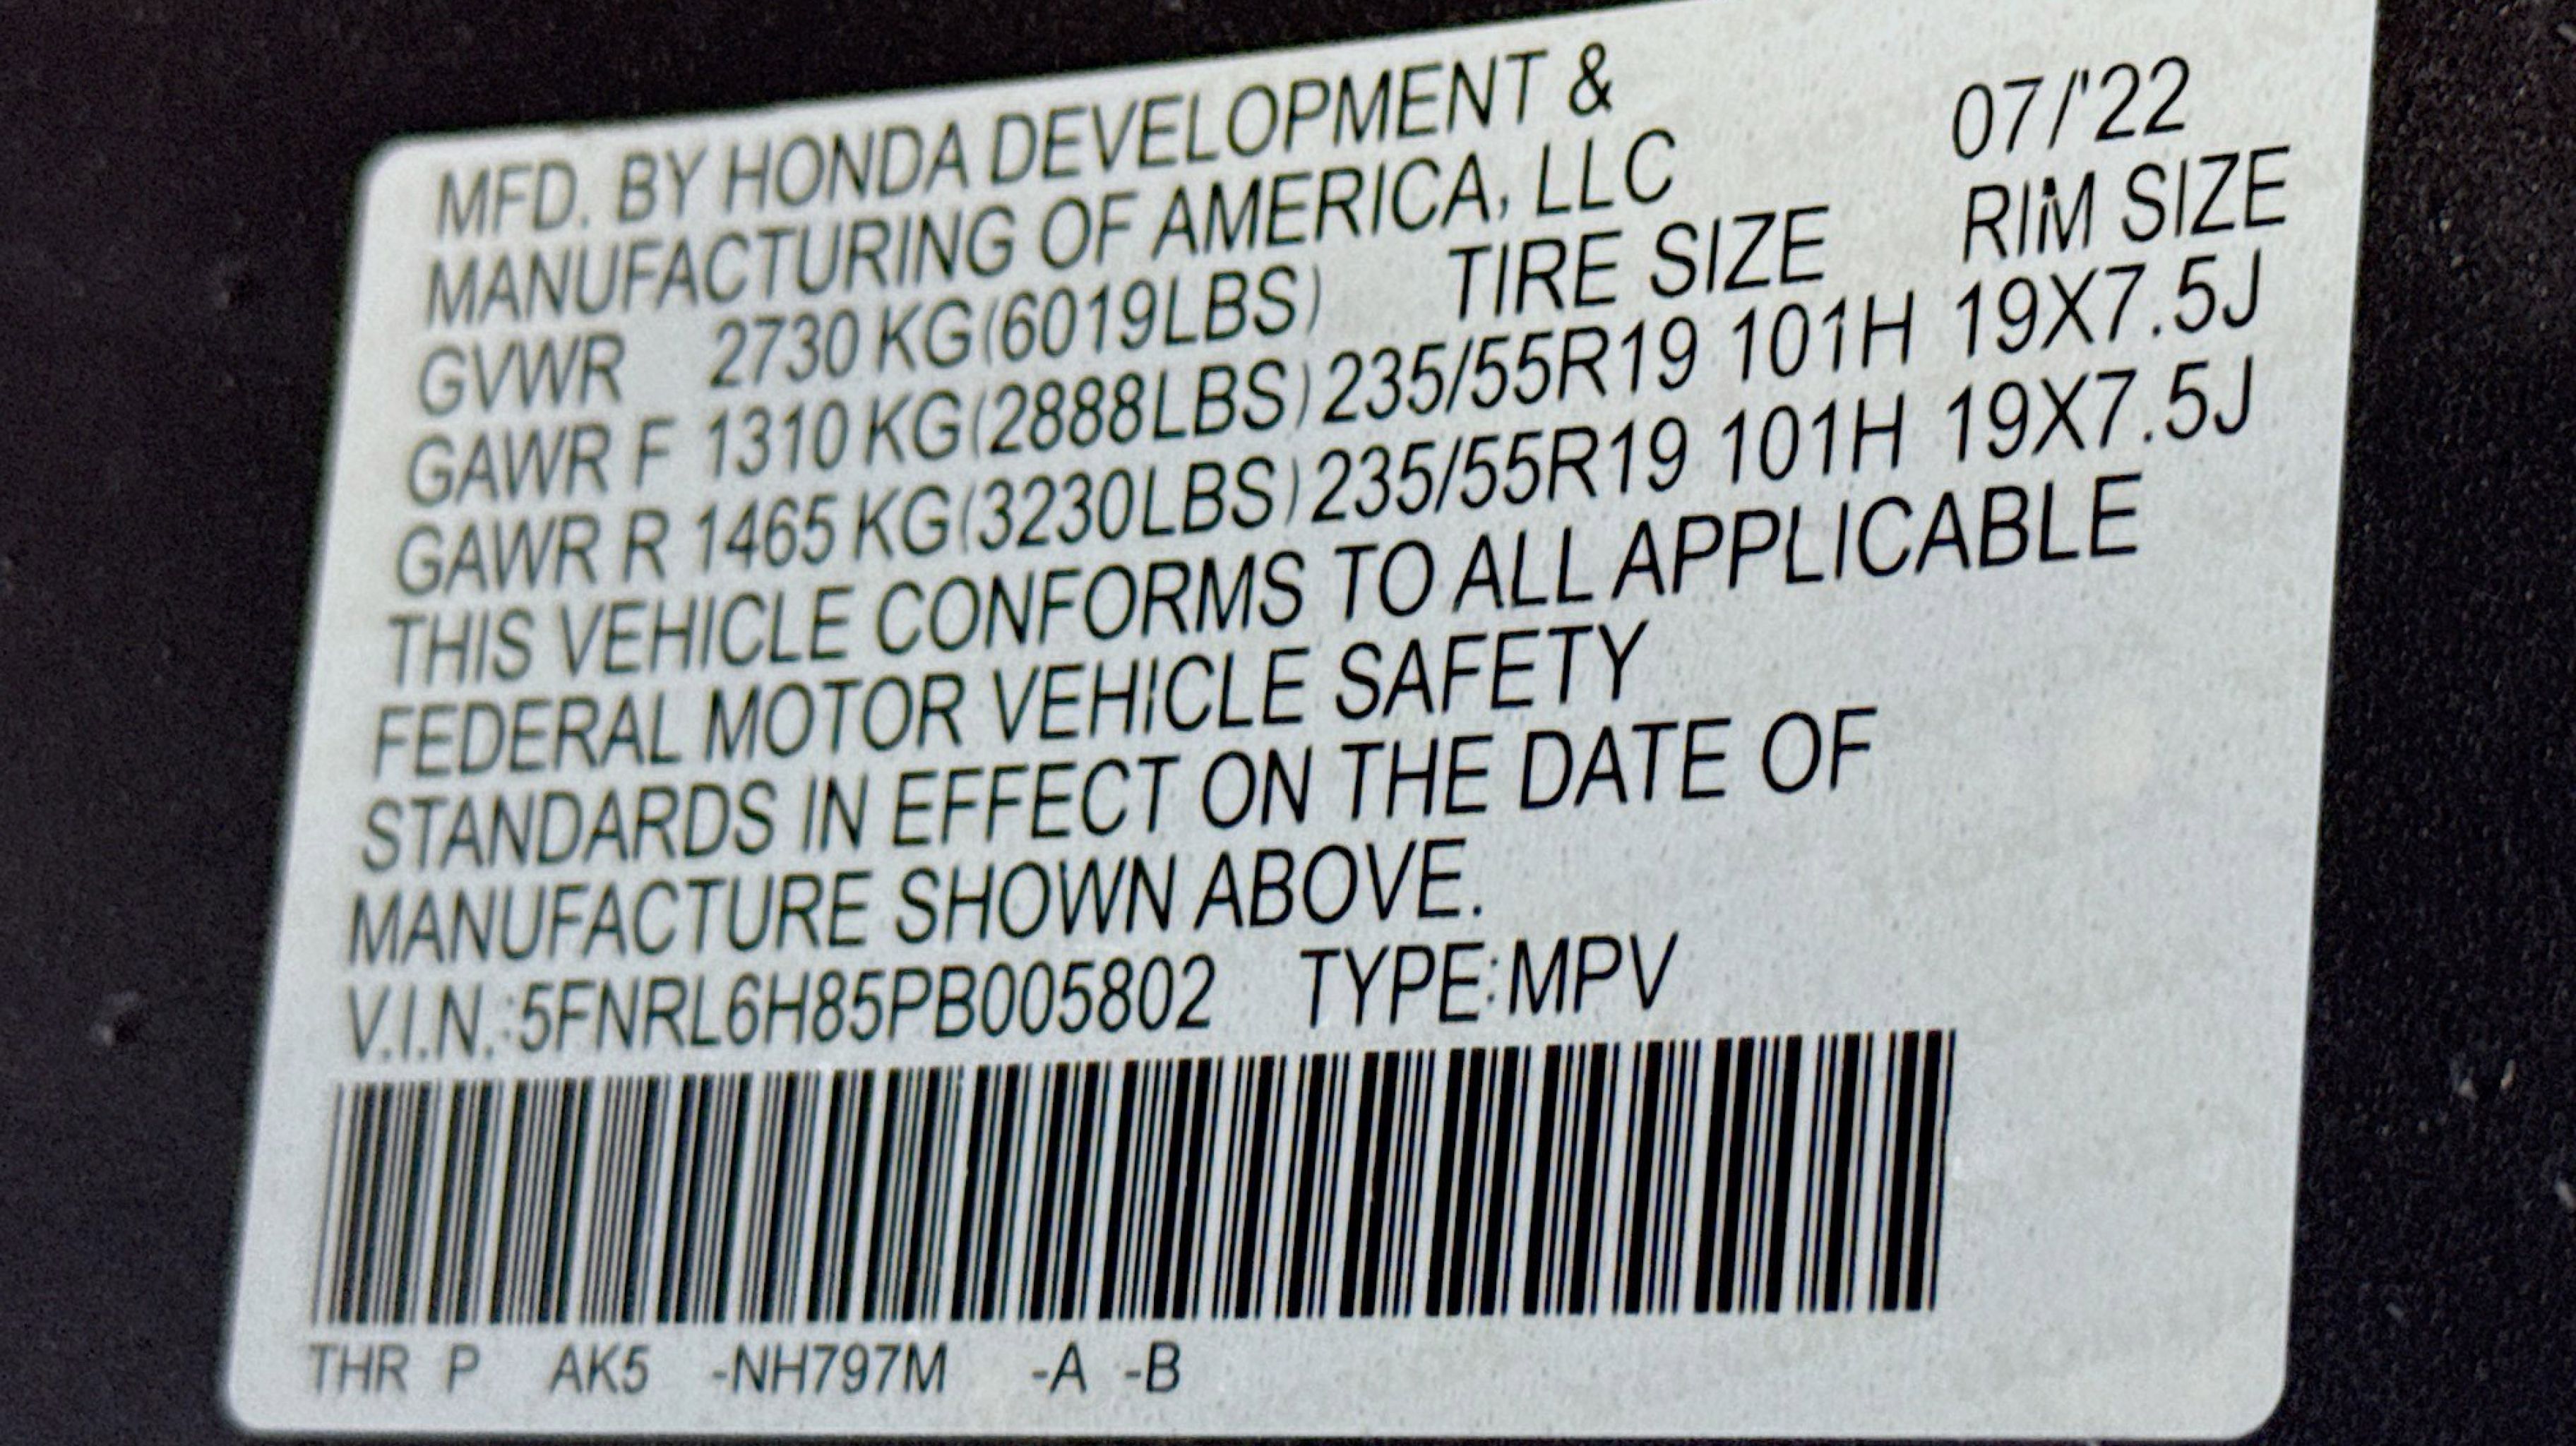 MFD. BY HONDA DEVELOPMENT &
MANUFACTURING OF AMERICA, LLC 07/'22
GVWR 2730 KG(6019LBS) TIRE SIZE RIM SIZE
GAWR F 1310 KG(2888LBS) 235/55R19 101H 19X7.5J
GAWR R 1465 KG(3230LBS) 235/55R19 101H 19X7.5J
THIS VEHICLE CONFORMS TO ALL APPLICABLE
FEDERAL MOTOR VEHICLE SAFETY
STANDARDS IN EFFECT ON THE DATE OF
MANUFACTURE SHOWN ABOVE.
V.I.N.:5FNRL6H85PB005802 TYPE:MPV
THR P AK5 -NH797M -A -B